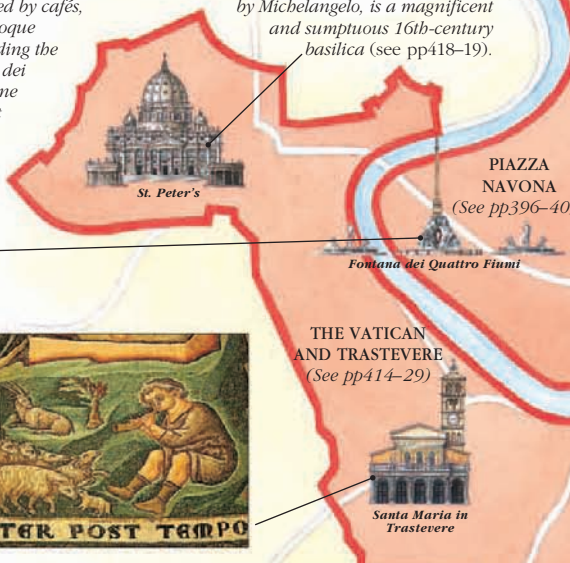 ed by cafés,
oque
ding the
dei
ne
by Michelangelo, is a magnificent
and sumptuous 16th-century
basilica (see pp418–19).
St. Peter's
PIAZZA
NAVONA
(See pp396–40
Fontana dei Quattro Fiumi
THE VATICAN
AND TRASTEVERE
(See pp414–29)
TER POST TEMPO
Santa Maria in
Trastevere